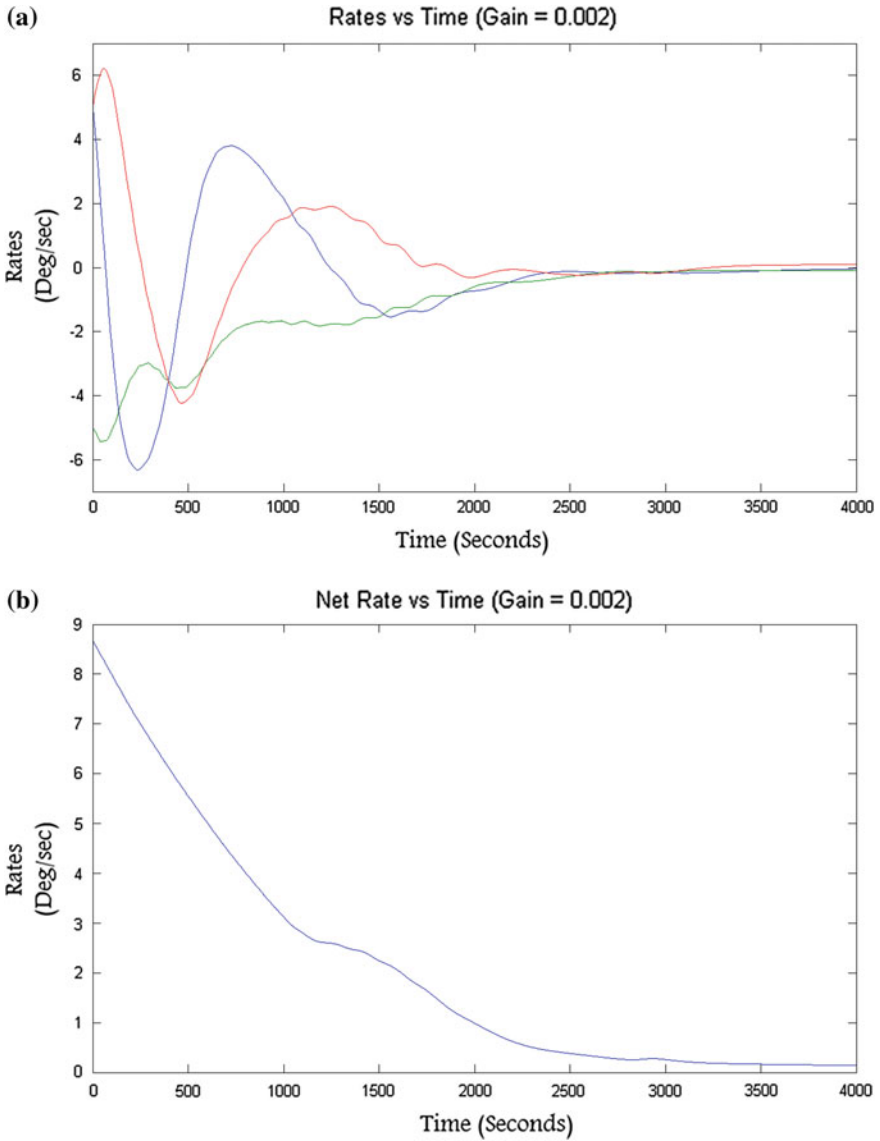 (a)
Rates vs Time (Gain = 0.002)
6
4
2
0
-2
-4
-6
Rates
(Deg/sec)
0 500 1000 1500 2000 2500 3000 3500 4000
Time (Seconds)
(b)
Net Rate vs Time (Gain = 0.002)
9
8
7
6
5
4
3
2
1
0
Rates
(Deg/sec)
0 500 1000 1500 2000 2500 3000 3500 4000
Time (Seconds)